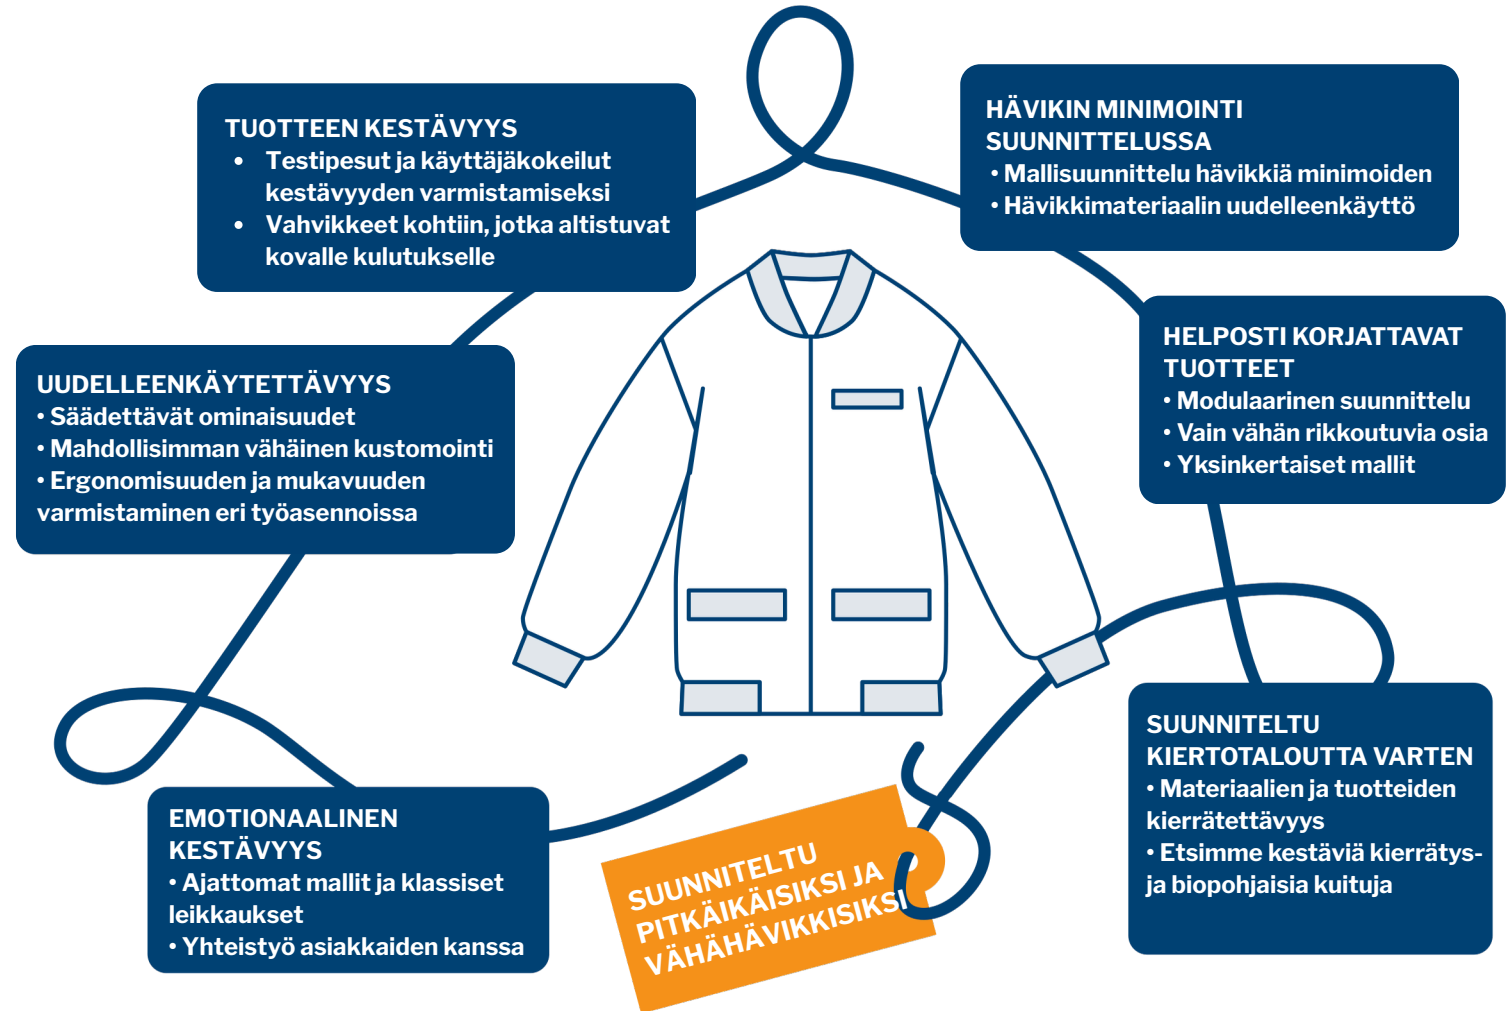 TUOTTEEN KESTÄVYYS
• Testipesut ja käyttäjäkokeilut
kestävyyden varmistamiseksi
• Vahvikkeet kohtiin, jotka altistuvat
kovalle kulutukselle
HÄVIKIN MINIMOINTI
SUUNNITTELUSSA
• Mallisuunnittelu hävikkiä minimoiden
• Hävikkimateriaalin uudelleenkäyttö
UUDELLEENKÄYTETTÄVYYS
• Säädettävät ominaisuudet
• Mahdollisimman vähäinen kustomointi
• Ergonomisuuden ja mukavuuden
varmistaminen eri työasennoissa
HELPOSTI KORJATTAVAT
TUOTTEET
• Modulaarinen suunnittelu
• Vain vähän rikkoutuvia osia
• Yksinkertaiset mallit
EMOTIONAALINEN
KESTÄVYYS
• Ajattomat mallit ja klassiset
leikkaukset
• Yhteistyö asiakkaiden kanssa
SUUNNITELTU
PITKÄIKÄISIKSI JA
VÄHÄHÄVIKKISIKSI
SUUNNITELTU
KIERTOTALOUTTA VARTEN
• Materiaalien ja tuotteiden
kierrätettävyys
• Etsimme kestäviä kierrätys-
ja biopohjaisia kuituja